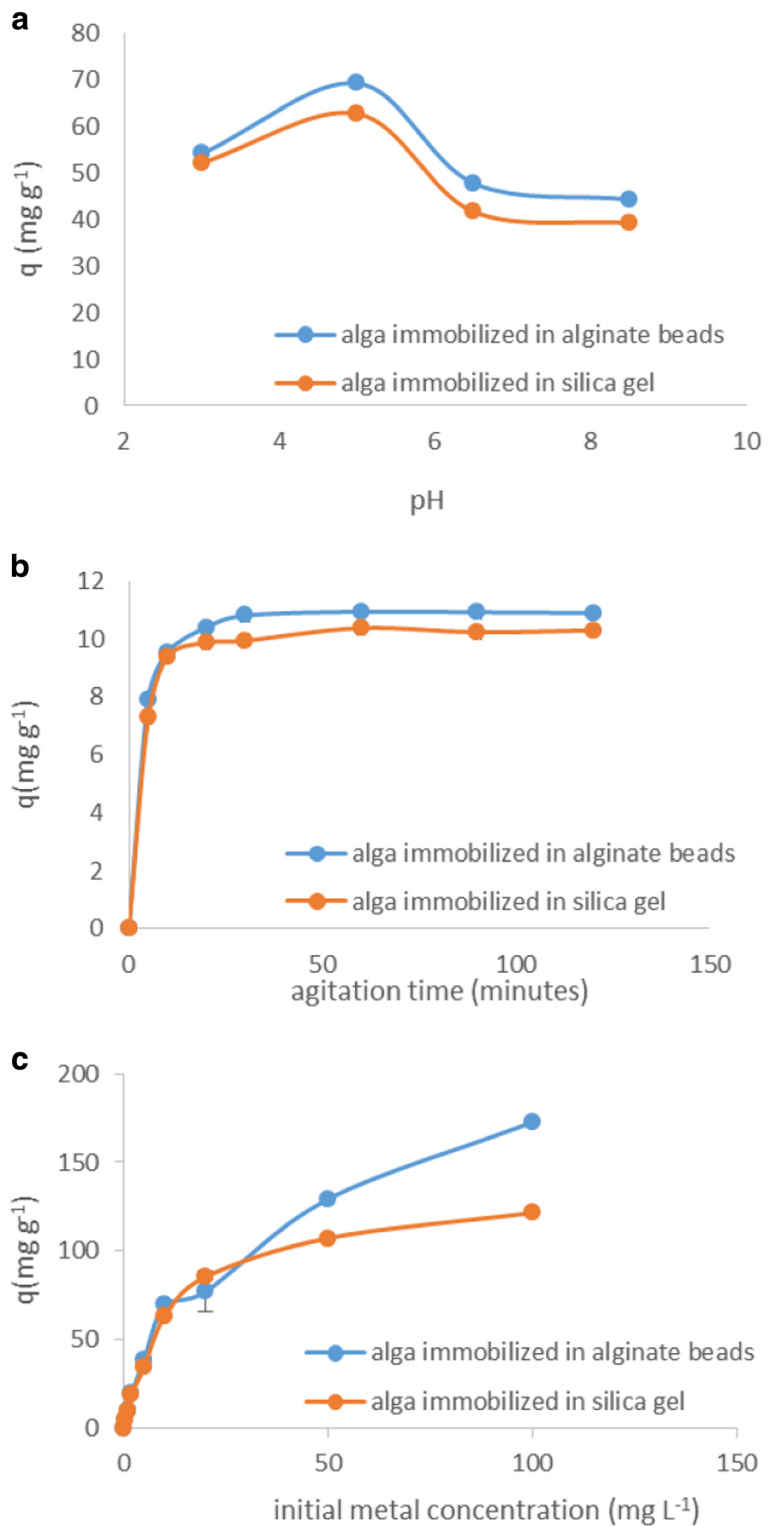 a
80
70
60
50
40
30
20
10
0
q (mg g-1)
alga immobilized in alginate beads
alga immobilized in silica gel
2 4 6 8 10
pH
b
12
10
8
6
4
2
0
q(mg g-1)
alga immobilized in alginate beads
alga immobilized in silica gel
0 50 100 150
agitation time (minutes)
c
200
150
100
50
0
q(mg g-1)
alga immobilized in alginate beads
alga immobilized in silica gel
0 50 100 150
initial metal concentration (mg L-1)